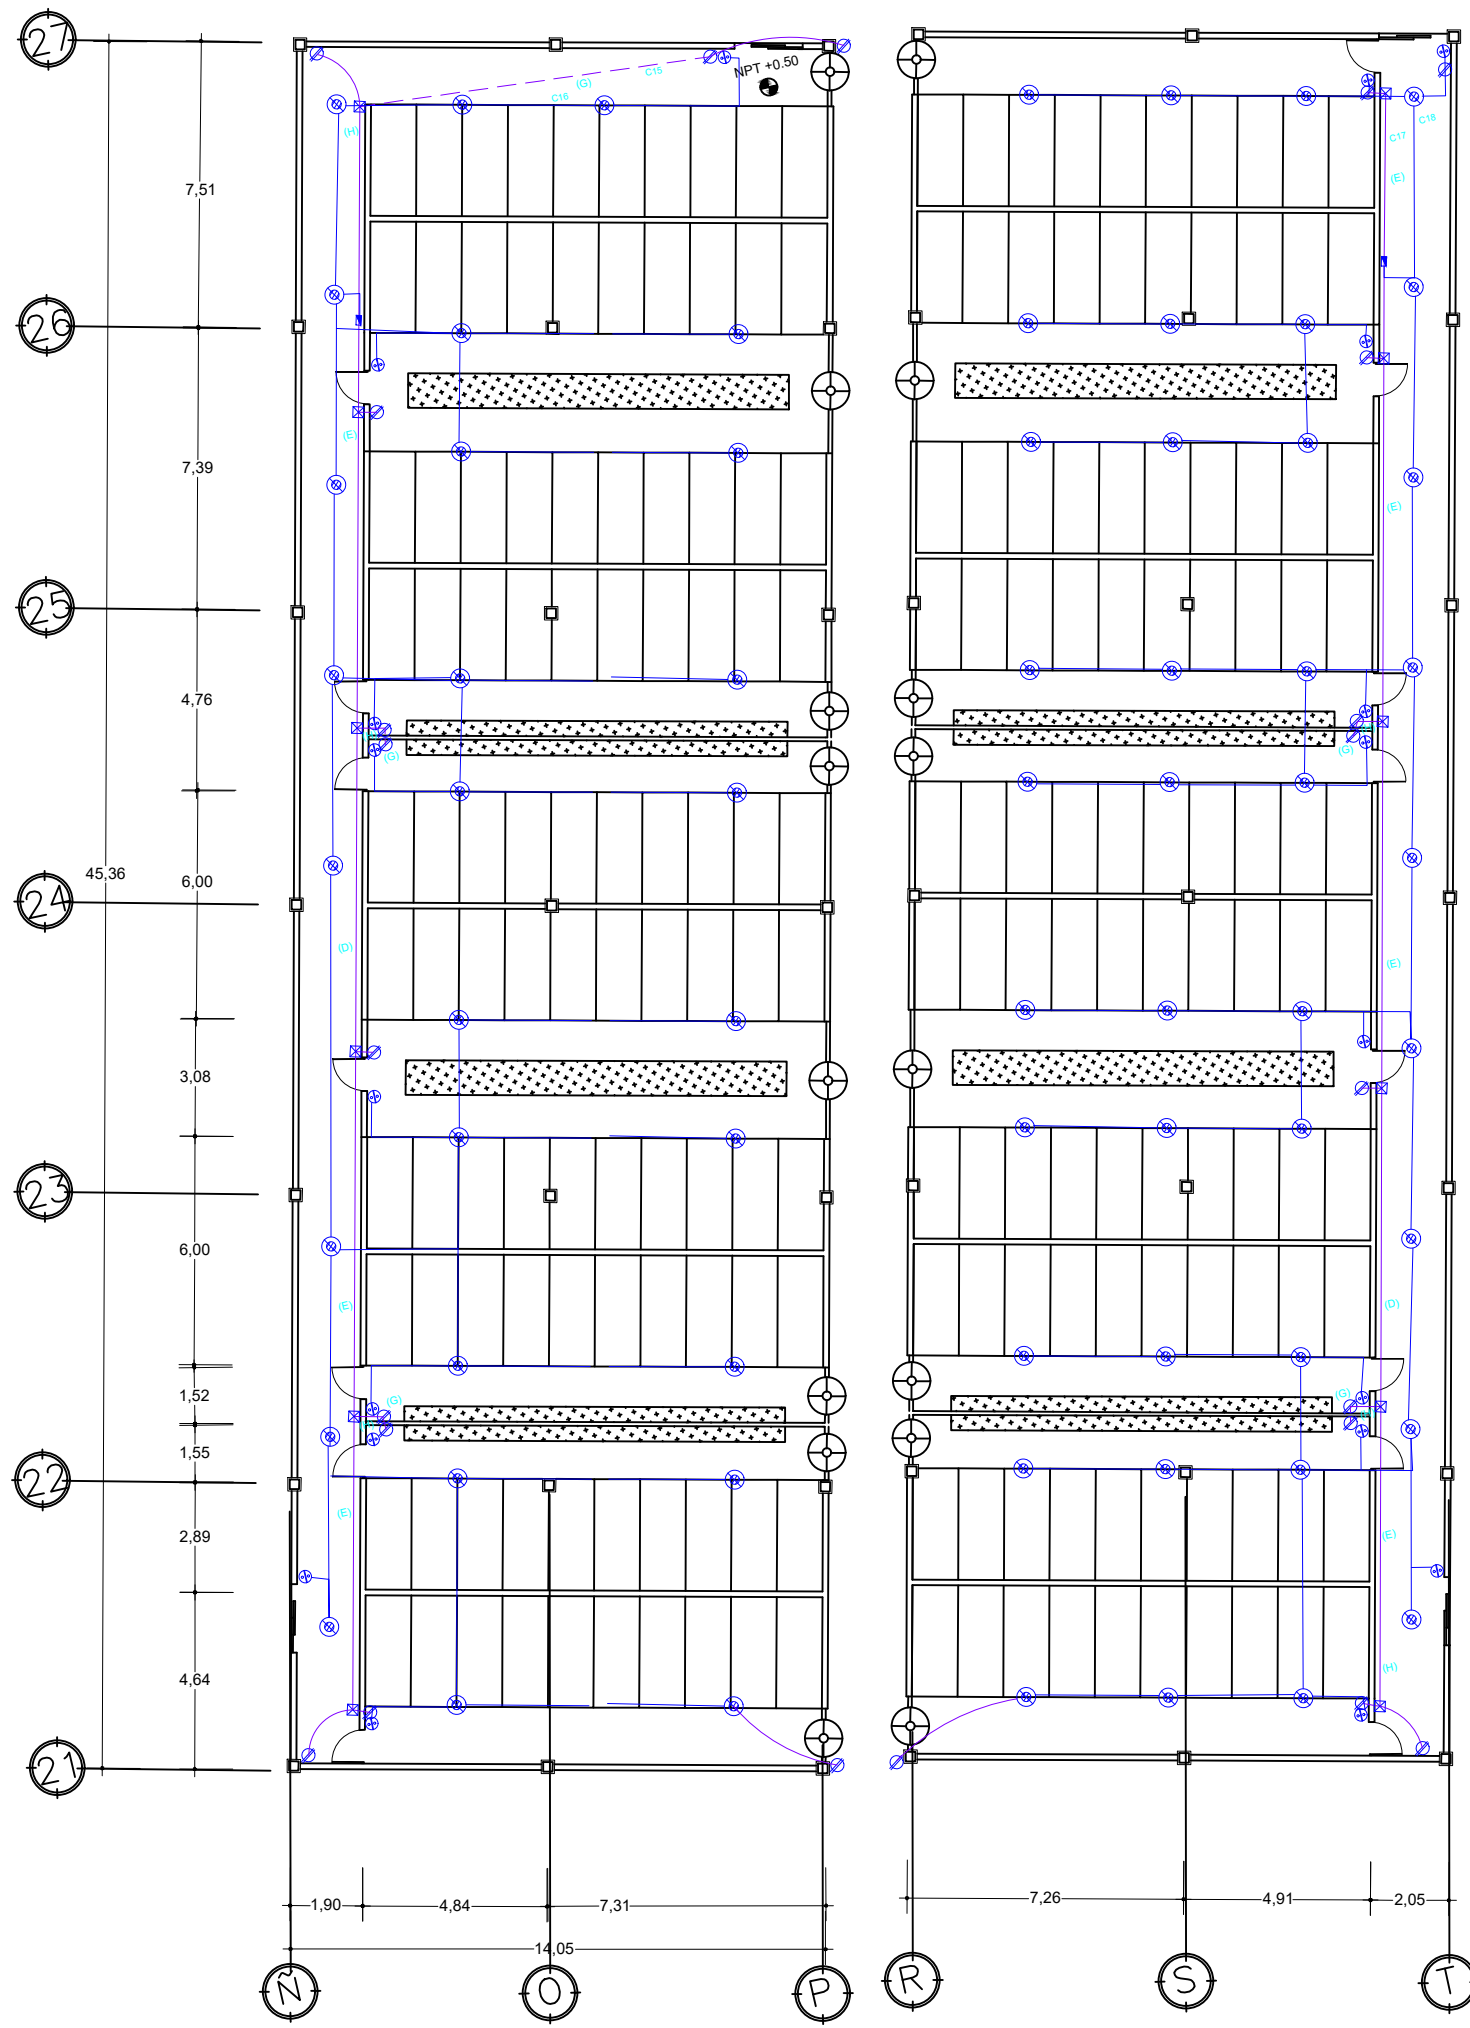 27
NPT +0.50
C15
(G)
C16
C18
C17
(H)
(E)
7,51
26
(E)
7,39
(E)
25
4,76
(G)
(G)
45,36
6,00
24
(D)
(E)
3,08
23
6,00
(E)
(D)
1,52
(G)
(G)
1,55
22
2,89
(E)
(E)
4,64
(H)
21
1,90
4,84
7,31
7,26
4,91
2,05
14,05
Ñ
O
P
R
S
T